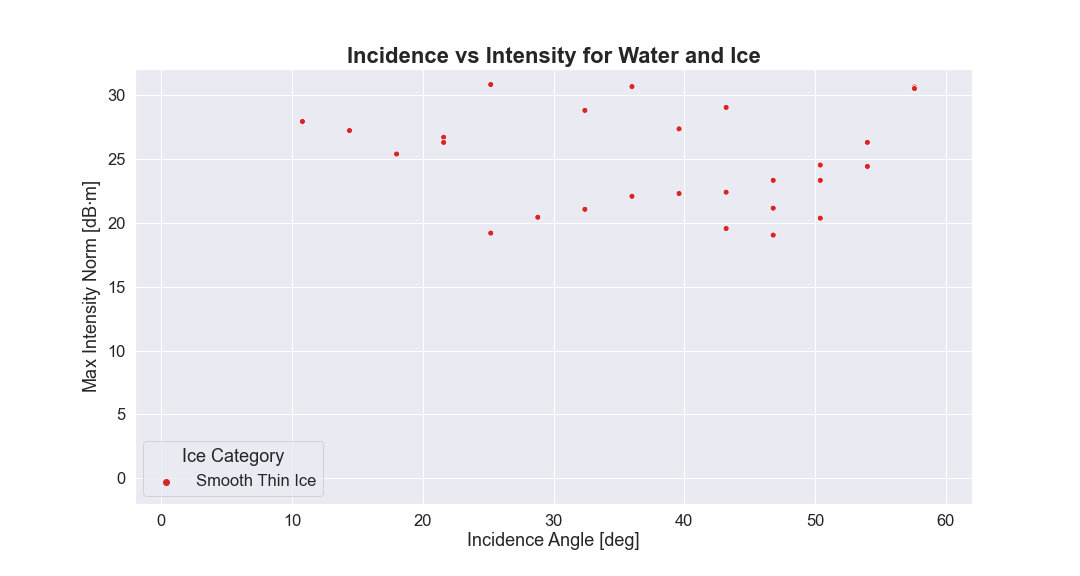 Incidence vs Intensity for Water and Ice
30
25
20
15
10
5
0
Max Intensity Norm [dB·m]
Ice Category
Smooth Thin Ice
0 10 20 30 40 50 60
Incidence Angle [deg]